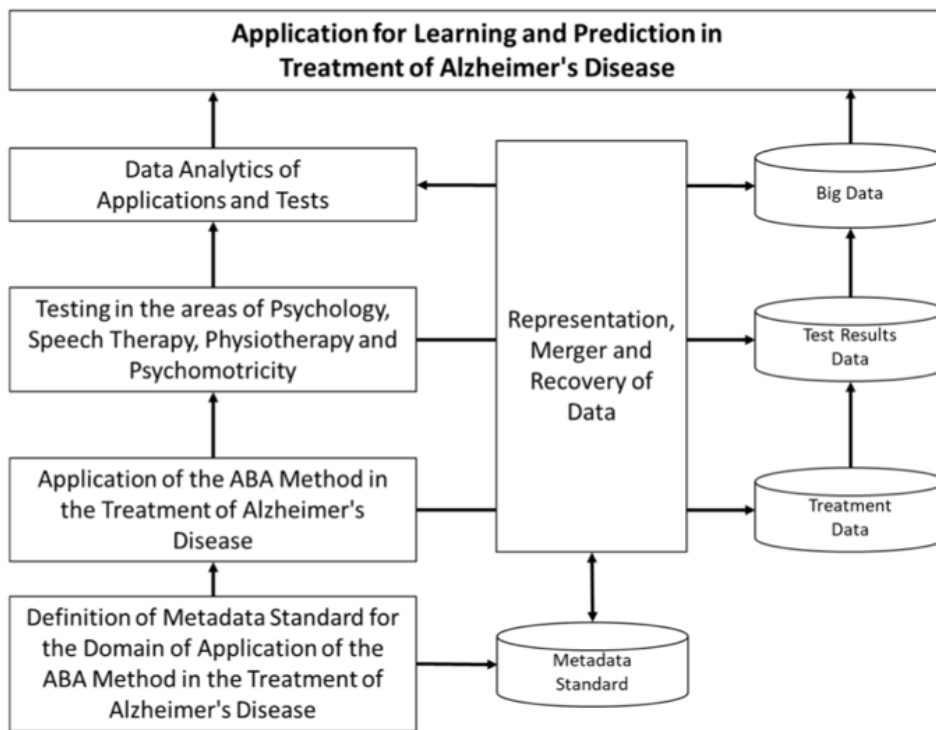 Application for Learning and Prediction in
Treatment of Alzheimer's Disease
Data Analytics of
Applications and Tests
Big Data
Testing in the areas of Psychology,
Speech Therapy, Physiotherapy and
Psychomotricity
Representation,
Merger and
Recovery of
Data
Test Results
Data
Application of the ABA Method in
the Treatment of Alzheimer's
Disease
Treatment
Data
Definition of Metadata Standard for
the Domain of Application of the
ABA Method in the Treatment of
Alzheimer's Disease
Metadata
Standard